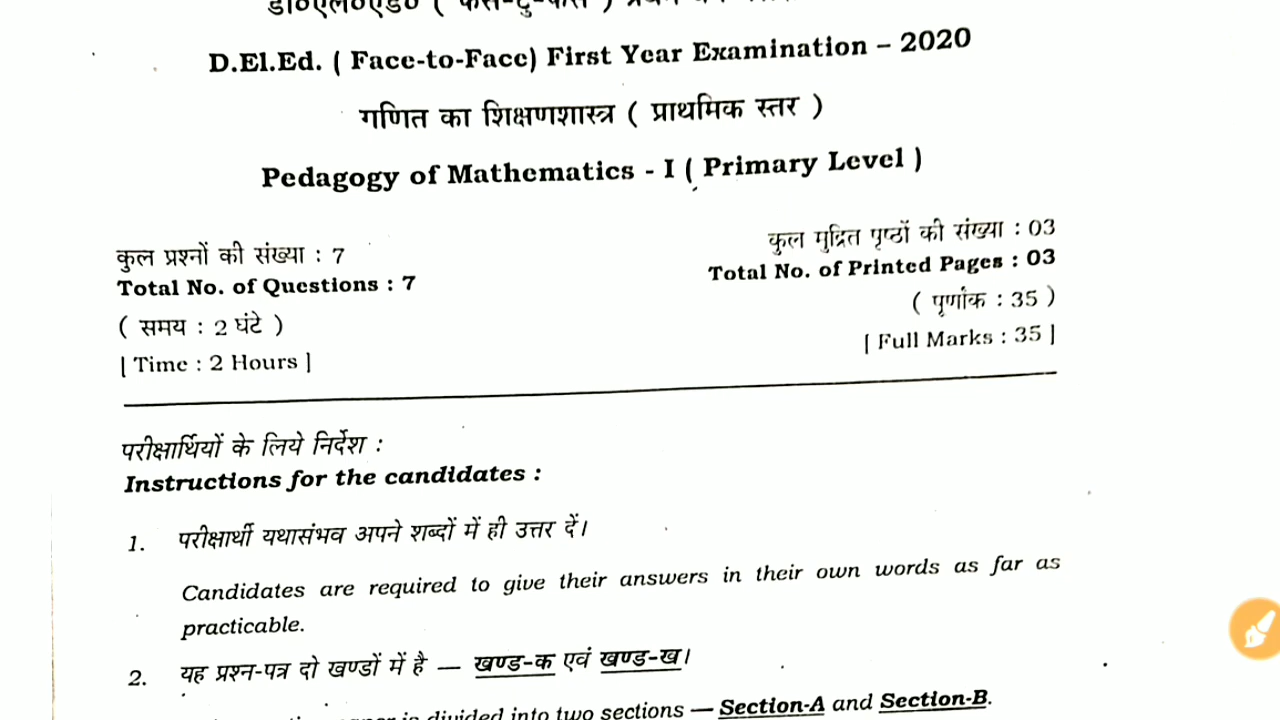 डी०एल०एड० ( फेस-टु-फेस ) प्रथम
D.El.Ed. ( Face-to-Face) First Year Examination – 2020
गणित का शिक्षणशास्त्र ( प्राथमिक स्तर )
Pedagogy of Mathematics - I ( Primary Level )
कुल प्रश्नों की संख्या : 7
Total No. of Questions : 7
( समय : 2 घंटे )
[ Time : 2 Hours ]
कुल मुद्रित पृष्ठों की संख्या : 03
Total No. of Printed Pages : 03
( पूर्णांक : 35 )
[ Full Marks : 35 ]
परीक्षार्थियों के लिये निर्देश :
Instructions for the candidates :
1. परीक्षार्थी यथासंभव अपने शब्दों में ही उत्तर दें।
Candidates are required to give their answers in their own words as far as
practicable.
2. यह प्रश्न-पत्र दो खण्डों में है — खण्ड-क एवं खण्ड-ख।
is divided into two sections — Section-A and Section-B.